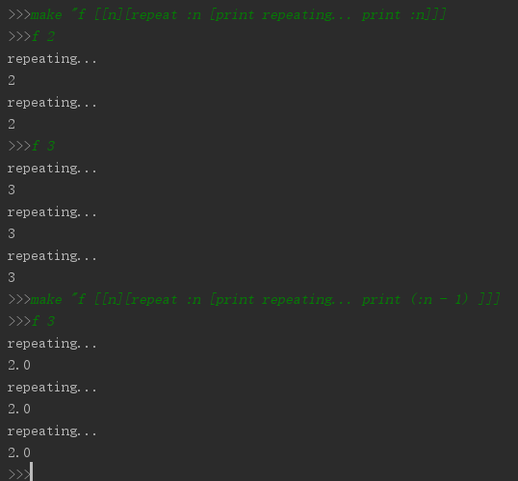 >>>make "f [[n][repeat :n [print repeating... print :n]]]
>>>f 2
repeating...
2
repeating...
2
>>>f 3
repeating...
3
repeating...
3
repeating...
3
>>>make "f [[n][repeat :n [print repeating... print (:n - 1) ]]]
>>>f 3
repeating...
2.0
repeating...
2.0
repeating...
2.0
>>>